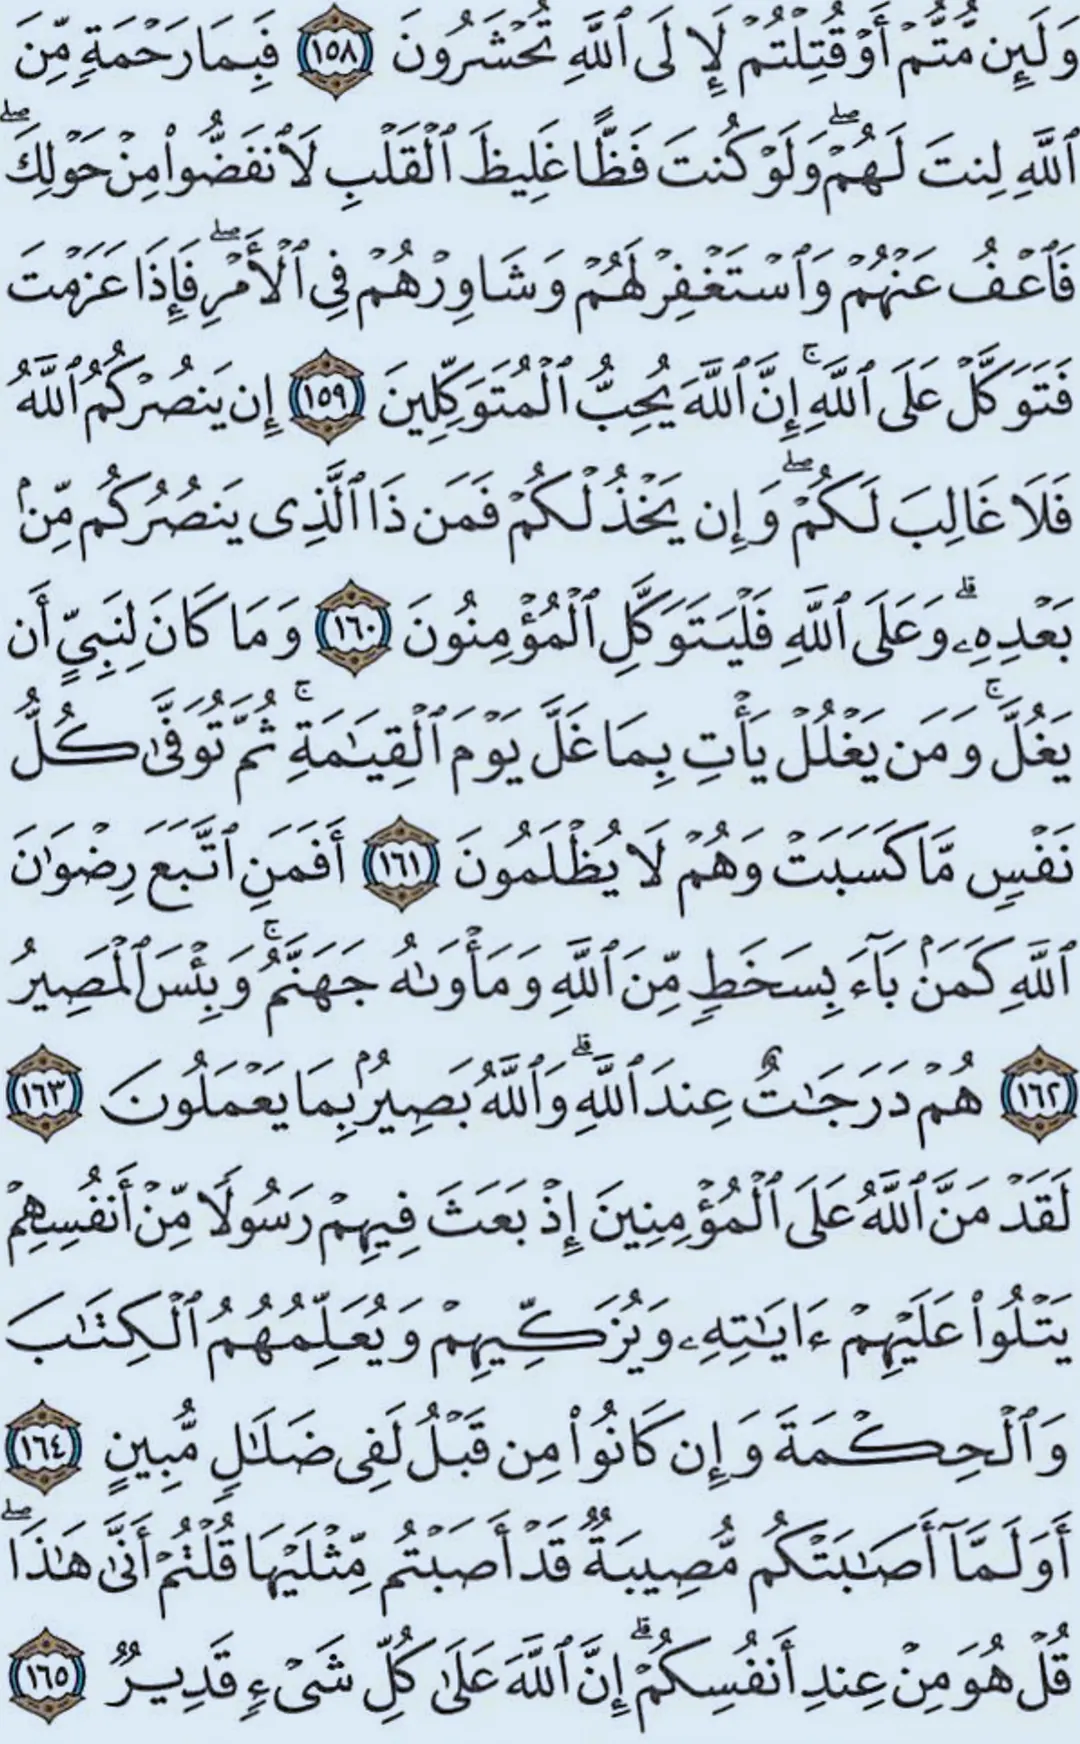 وَلَئِن مُّتُّمْ أَوْ قُتِلْتُمْ لَإِلَى ٱللَّهِ تُحْشَرُونَ ١٥٨ فَبِمَا رَحْمَةٍ مِّنَ
ٱللَّهِ لِنتَ لَهُمْ ۖ وَلَوْ كُنتَ فَظًّا غَلِيظَ ٱلْقَلْبِ لَٱنفَضُّوا۟ مِنْ حَوْلِكَ ۖ
فَٱعْفُ عَنْهُمْ وَٱسْتَغْفِرْ لَهُمْ وَشَاوِرْهُمْ فِى ٱلْأَمْرِ ۖ فَإِذَا عَزَمْتَ
فَتَوَكَّلْ عَلَى ٱللَّهِ ۚ إِنَّ ٱللَّهَ يُحِبُّ ٱلْمُتَوَكِّلِينَ ١٥٩ إِن يَنصُرْكُمُ ٱللَّهُ
فَلَا غَالِبَ لَكُمْ ۖ وَإِن يَخْذُلْكُمْ فَمَن ذَا ٱلَّذِى يَنصُرُكُم مِّنۢ
بَعْدِهِۦ ۗ وَعَلَى ٱللَّهِ فَلْيَتَوَكَّلِ ٱلْمُؤْمِنُونَ ١٦٠ وَمَا كَانَ لِنَبِىٍّ أَن
يَغُلَّ ۚ وَمَن يَغْلُلْ يَأْتِ بِمَا غَلَّ يَوْمَ ٱلْقِيَـٰمَةِ ۚ ثُمَّ تُوَفَّىٰ كُلُّ
نَفْسٍ مَّا كَسَبَتْ وَهُمْ لَا يُظْلَمُونَ ١٦١ أَفَمَنِ ٱتَّبَعَ رِضْوَٰنَ
ٱللَّهِ كَمَنۢ بَآءَ بِسَخَطٍ مِّنَ ٱللَّهِ وَمَأْوَىٰهُ جَهَنَّمُ ۚ وَبِئْسَ ٱلْمَصِيرُ
١٦٢ هُمْ دَرَجَـٰتٌ عِندَ ٱللَّهِ ۗ وَٱللَّهُ بَصِيرٌۢ بِمَا يَعْمَلُونَ ١٦٣
لَقَدْ مَنَّ ٱللَّهُ عَلَى ٱلْمُؤْمِنِينَ إِذْ بَعَثَ فِيهِمْ رَسُولًا مِّنْ أَنفُسِهِمْ
يَتْلُوا۟ عَلَيْهِمْ ءَايَـٰتِهِۦ وَيُزَكِّيهِمْ وَيُعَلِّمُهُمُ ٱلْكِتَـٰبَ
وَٱلْحِكْمَةَ وَإِن كَانُوا۟ مِن قَبْلُ لَفِى ضَلَـٰلٍ مُّبِينٍ ١٦٤
أَوَلَمَّآ أَصَـٰبَتْكُم مُّصِيبَةٌ قَدْ أَصَبْتُم مِّثْلَيْهَا قُلْتُمْ أَنَّىٰ هَـٰذَا ۖ
قُلْ هُوَ مِنْ عِندِ أَنفُسِكُمْ ۗ إِنَّ ٱللَّهَ عَلَىٰ كُلِّ شَىْءٍ قَدِيرٌ ١٦٥